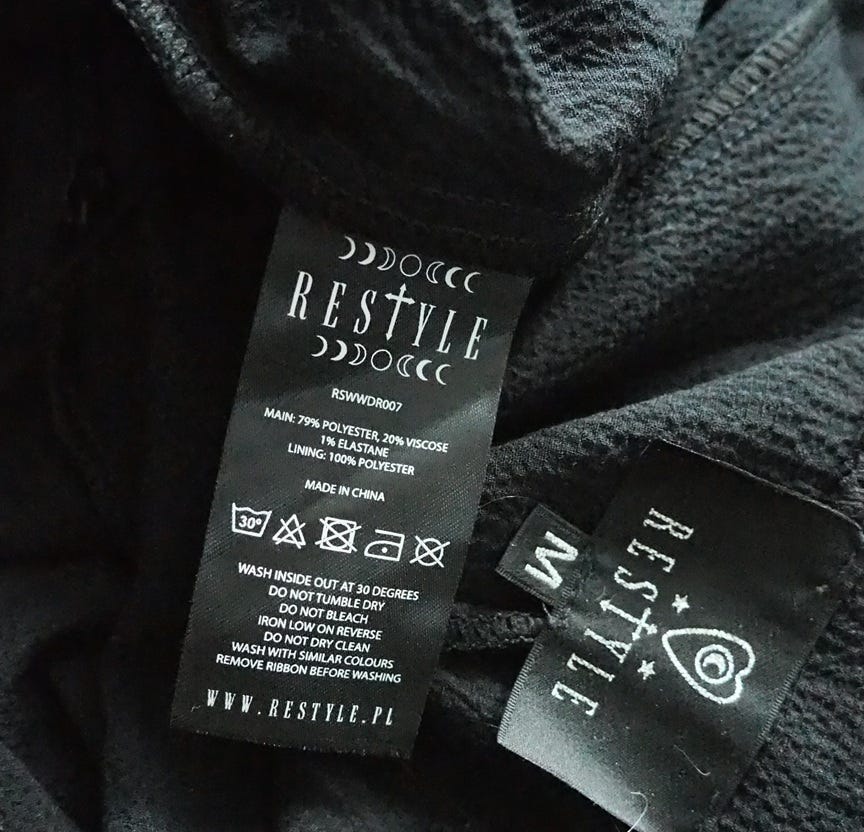 RESTYLE
RSWWDR007
MAIN: 79% POLYESTER, 20% VISCOSE
1% ELASTANE
LINING: 100% POLYESTER
MADE IN CHINA
30°
WASH INSIDE OUT AT 30 DEGREES
DO NOT TUMBLE DRY
DO NOT BLEACH
IRON LOW ON REVERSE
DO NOT DRY CLEAN
WASH WITH SIMILAR COLOURS
REMOVE RIBBON BEFORE WASHING
WWW.RESTYLE.PL
M
RESTYLE